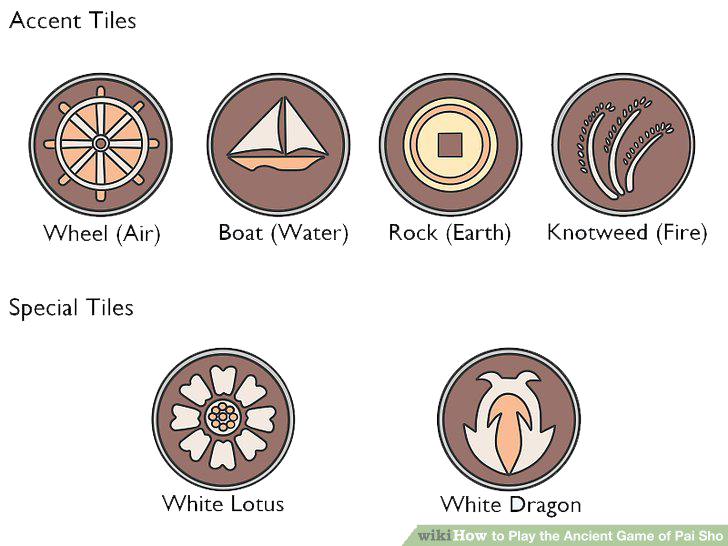 Accent Tiles
Wheel (Air)
Boat (Water)
Rock (Earth)
Knotweed (Fire)
Special Tiles
White Lotus
White Dragon
wikiHow to Play the Ancient Game of Pai Sho